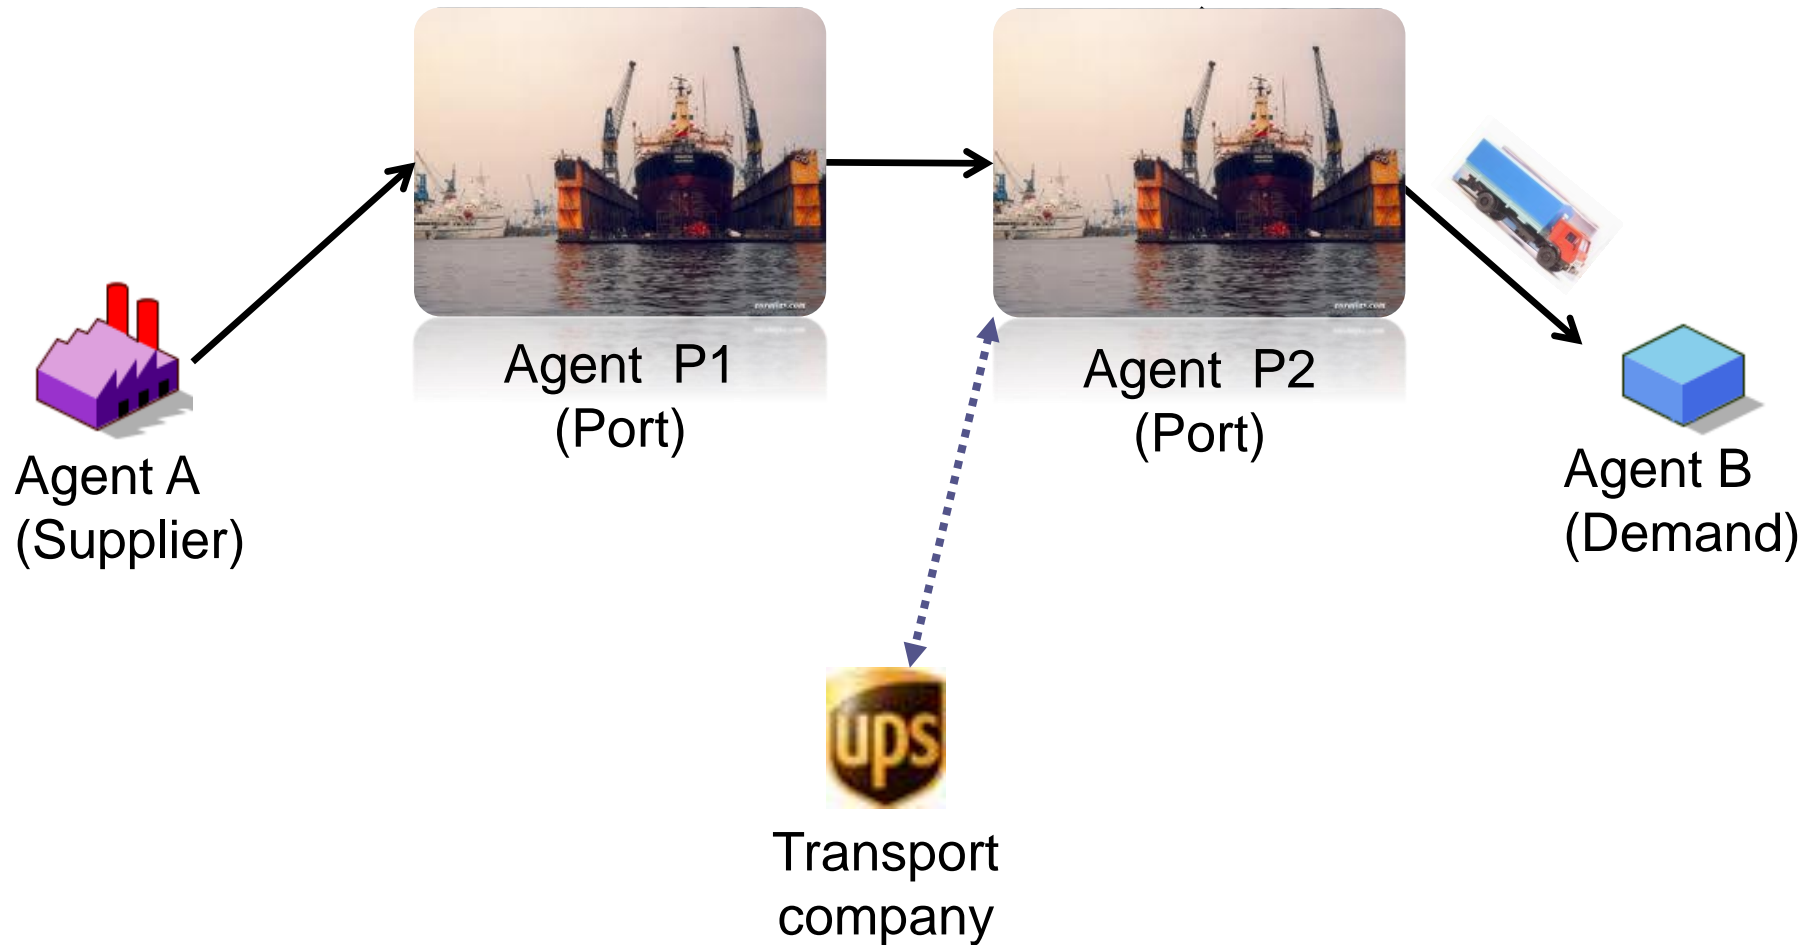 Agent P1
(Port)
Agent P2
(Port)
Agent A
(Supplier)
Agent B
(Demand)
ups
Transport
company